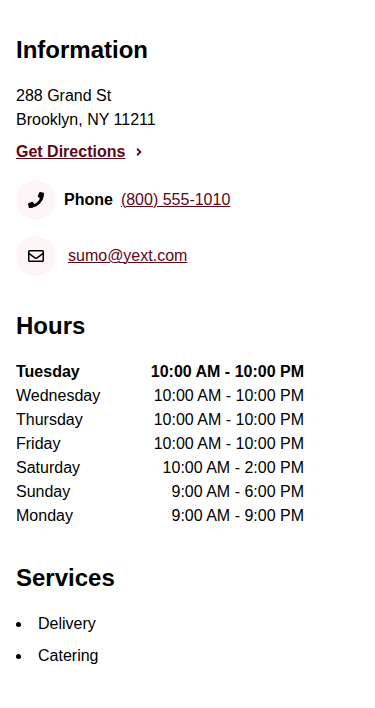 Information
288 Grand St
Brooklyn, NY 11211
Get Directions
Phone (800) 555-1010
sumo@yext.com
Hours
Tuesday 10:00 AM - 10:00 PM
Wednesday 10:00 AM - 10:00 PM
Thursday 10:00 AM - 10:00 PM
Friday 10:00 AM - 10:00 PM
Saturday 10:00 AM - 2:00 PM
Sunday 9:00 AM - 6:00 PM
Monday 9:00 AM - 9:00 PM
Services
• Delivery
• Catering